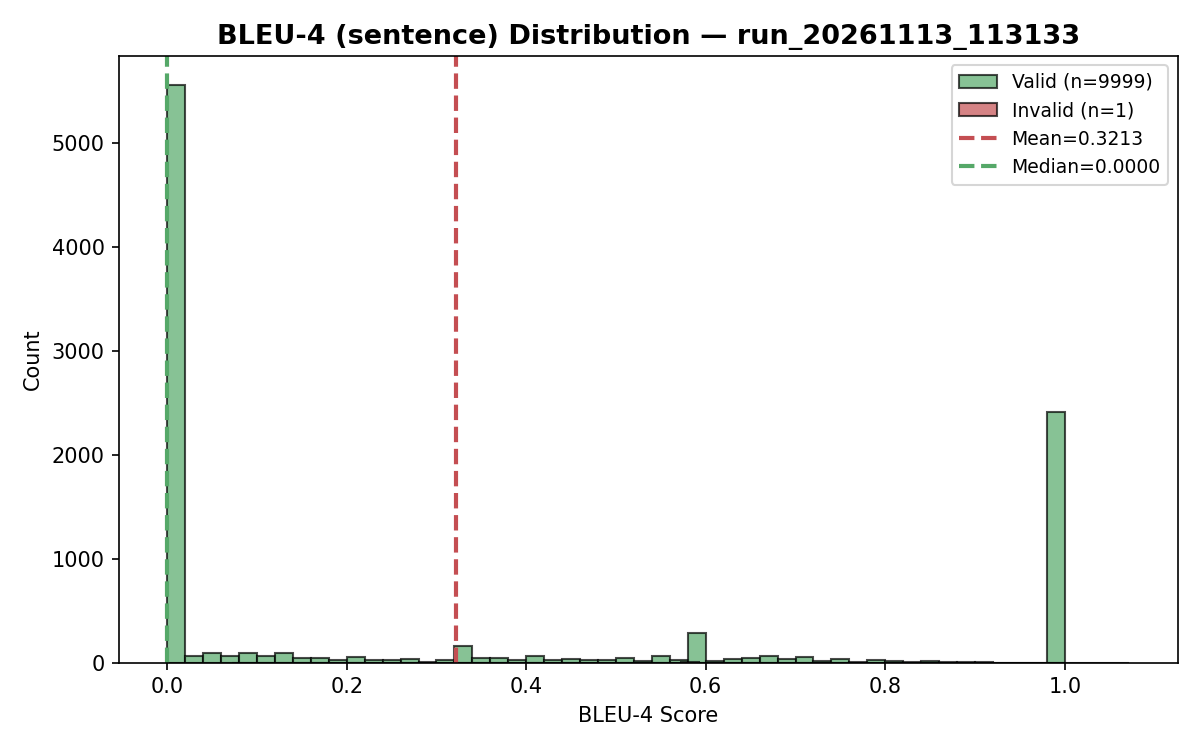 BLEU-4 (sentence) Distribution — run_20261113_113133
Valid (n=9999)
Invalid (n=1)
Mean=0.3213
Median=0.0000
Count
5000
4000
3000
2000
1000
0
0.0 0.2 0.4 0.6 0.8 1.0
BLEU-4 Score